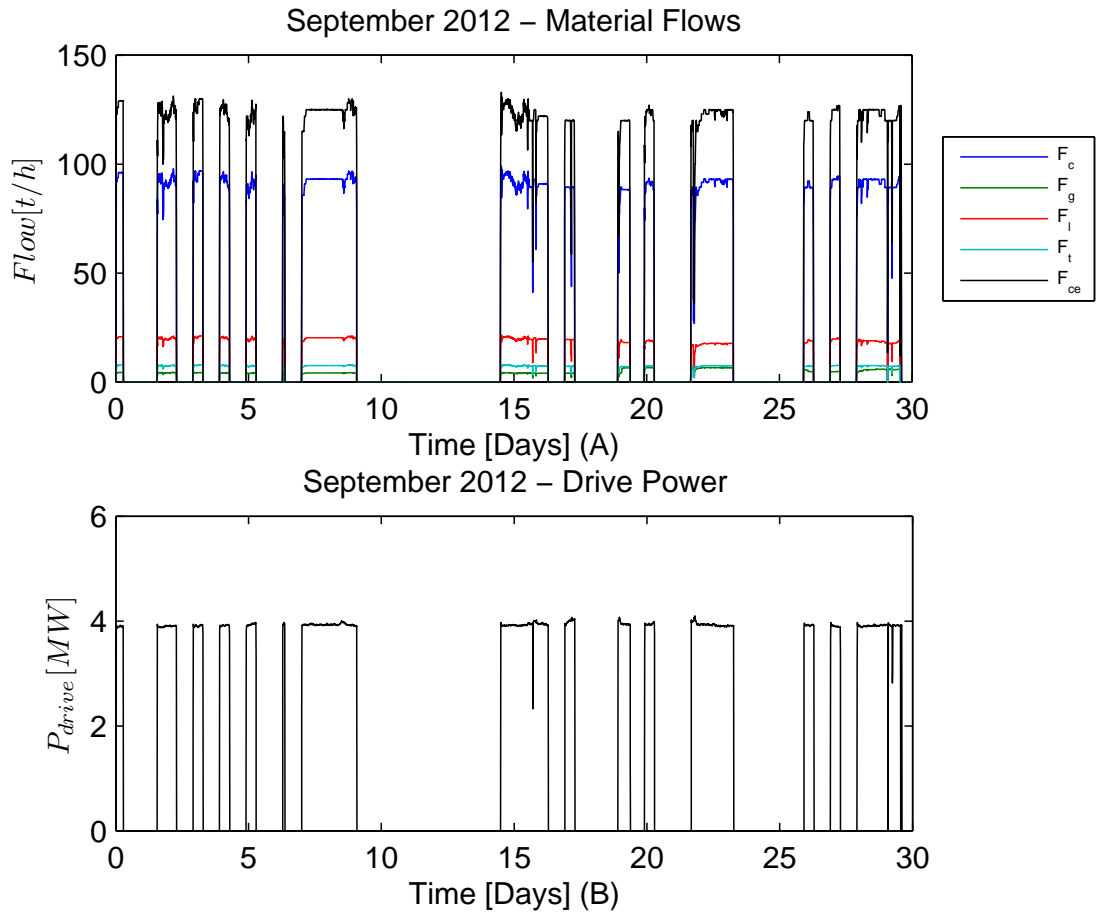 September 2012 – Material Flows
150
100
50
0
Flow[t/h]
0 5 10 15 20 25 30
Time [Days] (A)
F_c
F_g
F_l
F_t
F_ce
September 2012 – Drive Power
6
4
2
0
P_drive[MW]
0 5 10 15 20 25 30
Time [Days] (B)